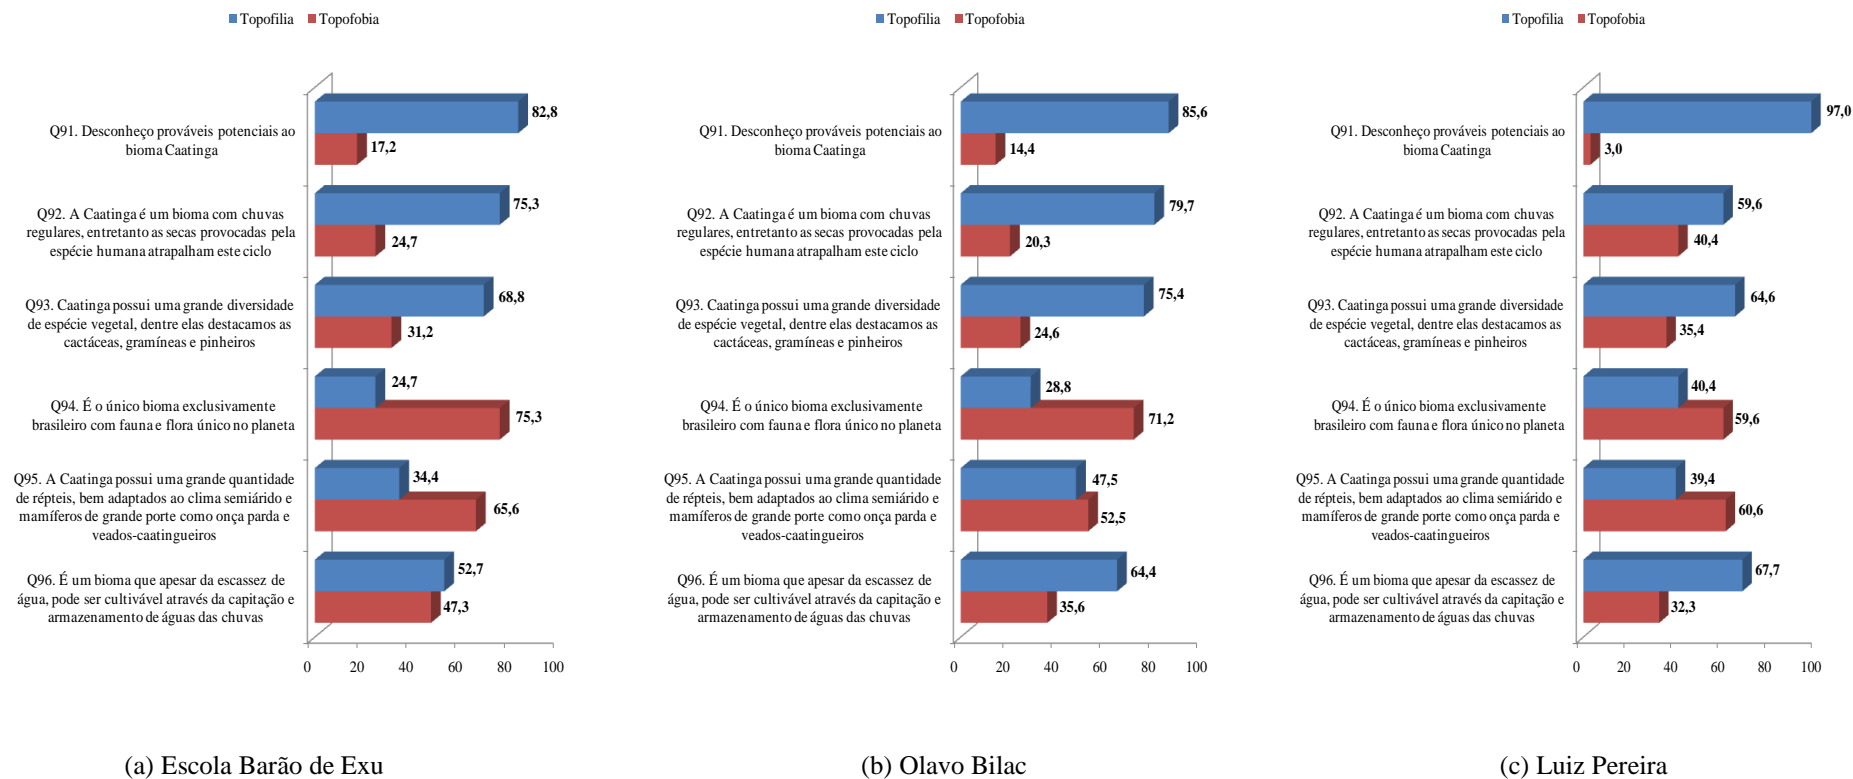 Topofilia Topofobia
Q91. Desconheço prováveis potenciais ao
bioma Caatinga
82,8
17,2
Q92. A Caatinga é um bioma com chuvas
regulares, entretanto as secas provocadas pela
espécie humana atrapalham este ciclo
75,3
24,7
Q93. Caatinga possui uma grande diversidade
de espécie vegetal, dentre elas destacamos as
cactáceas, gramíneas e pinheiros
68,8
31,2
Q94. É o único bioma exclusivamente
brasileiro com fauna e flora único no planeta
24,7
75,3
Q95. A Caatinga possui uma grande quantidade
de répteis, bem adaptados ao clima semiárido e
mamíferos de grande porte como onça parda e
veados-caatingueiros
34,4
65,6
Q96. É um bioma que apesar da escassez de
água, pode ser cultivável através da capitação e
armazenamento de águas das chuvas
52,7
47,3
0 20 40 60 80 100
(a) Escola Barão de Exu
Topofilia Topofobia
Q91. Desconheço prováveis potenciais ao
bioma Caatinga
85,6
14,4
Q92. A Caatinga é um bioma com chuvas
regulares, entretanto as secas provocadas pela
espécie humana atrapalham este ciclo
79,7
20,3
Q93. Caatinga possui uma grande diversidade
de espécie vegetal, dentre elas destacamos as
cactáceas, gramíneas e pinheiros
75,4
24,6
Q94. É o único bioma exclusivamente
brasileiro com fauna e flora único no planeta
28,8
71,2
Q95. A Caatinga possui uma grande quantidade
de répteis, bem adaptados ao clima semiárido e
mamíferos de grande porte como onça parda e
veados-caatingueiros
47,5
52,5
Q96. É um bioma que apesar da escassez de
água, pode ser cultivável através da capitação e
armazenamento de águas das chuvas
64,4
35,6
0 20 40 60 80 100
(b) Olavo Bilac
Topofilia Topofobia
Q91. Desconheço prováveis potenciais ao
bioma Caatinga
97,0
3,0
Q92. A Caatinga é um bioma com chuvas
regulares, entretanto as secas provocadas pela
espécie humana atrapalham este ciclo
59,6
40,4
Q93. Caatinga possui uma grande diversidade
de espécie vegetal, dentre elas destacamos as
cactáceas, gramíneas e pinheiros
64,6
35,4
Q94. É o único bioma exclusivamente
brasileiro com fauna e flora único no planeta
40,4
59,6
Q95. A Caatinga possui uma grande quantidade
de répteis, bem adaptados ao clima semiárido e
mamíferos de grande porte como onça parda e
veados-caatingueiros
39,4
60,6
Q96. É um bioma que apesar da escassez de
água, pode ser cultivável através da capitação e
armazenamento de águas das chuvas
67,7
32,3
0 20 40 60 80 100
(c) Luiz Pereira